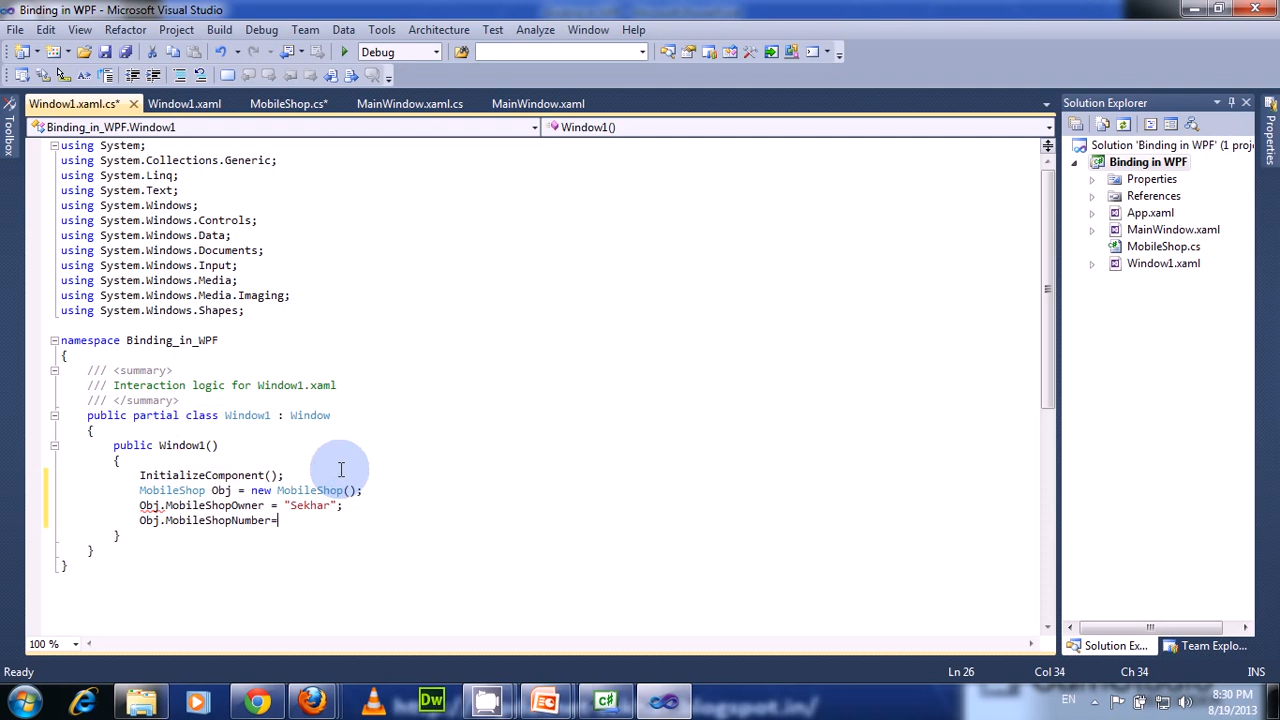 Binding in WPF - Microsoft Visual Studio
File Edit View Refactor Project Build Debug Team Data Tools Architecture Test Analyze Window Help
Debug
Window1.xaml.cs* Window1.xaml MobileShop.cs* MainWindow.xaml.cs MainWindow.xaml
Solution Explorer
Toolbox
Properties
Binding_in_WPF.Window1 Window1()
Solution 'Binding in WPF' (1 proj
Binding in WPF
Properties
References
App.xaml
MainWindow.xaml
MobileShop.cs
Window1.xaml
using System;
using System.Collections.Generic;
using System.Linq;
using System.Text;
using System.Windows;
using System.Windows.Controls;
using System.Windows.Data;
using System.Windows.Documents;
using System.Windows.Input;
using System.Windows.Media;
using System.Windows.Media.Imaging;
using System.Windows.Shapes;
namespace Binding_in_WPF
{
/// <summary>
/// Interaction logic for Window1.xaml
/// </summary>
public partial class Window1 : Window
{
public Window1()
{
InitializeComponent();
MobileShop Obj = new MobileShop();
Obj.MobileShopOwner = "Sekhar";
Obj.MobileShopNumber=
}
}
}
100 %
Solution Ex... Team Explo...
Ready Ln 26 Col 34 Ch 34 INS
Dw EN 8:30 PM
8/19/2013